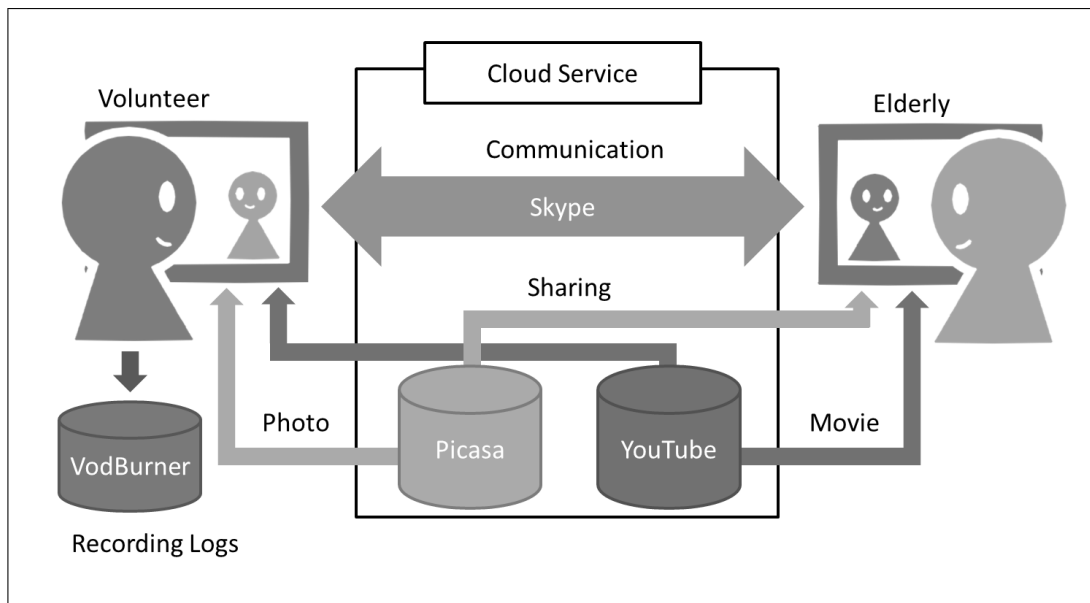 Cloud Service
Volunteer
Elderly
Communication
Skype
Sharing
Photo
Movie
Picasa
YouTube
VodBurner
Recording Logs